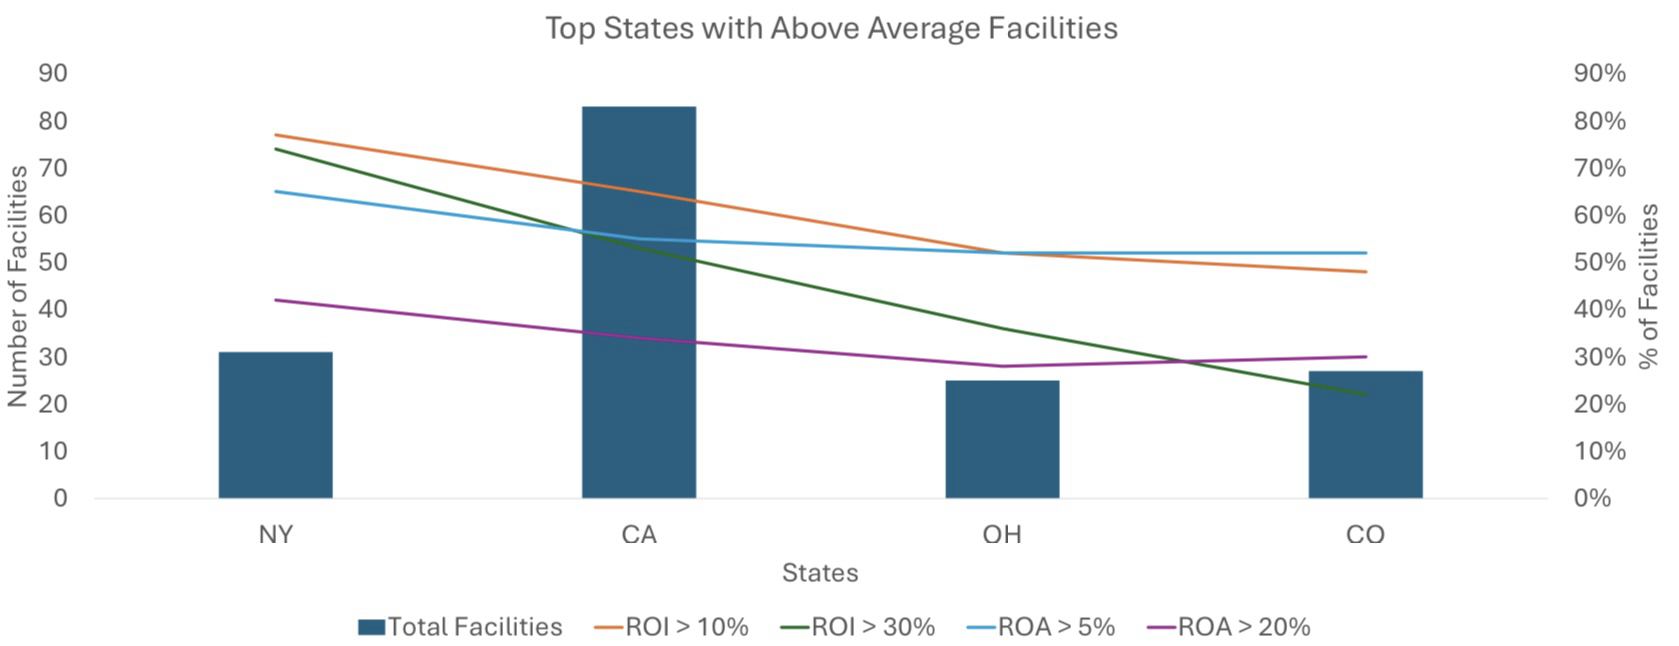 Top States with Above Average Facilities
90 90%
80 80%
70 70%
60 60%
50 50%
40 40%
30 30%
20 20%
10 10%
0 0%
Number of Facilities
% of Facilities
NY CA OH CO
States
Total Facilities ROI > 10% ROI > 30% ROA > 5% ROA > 20%